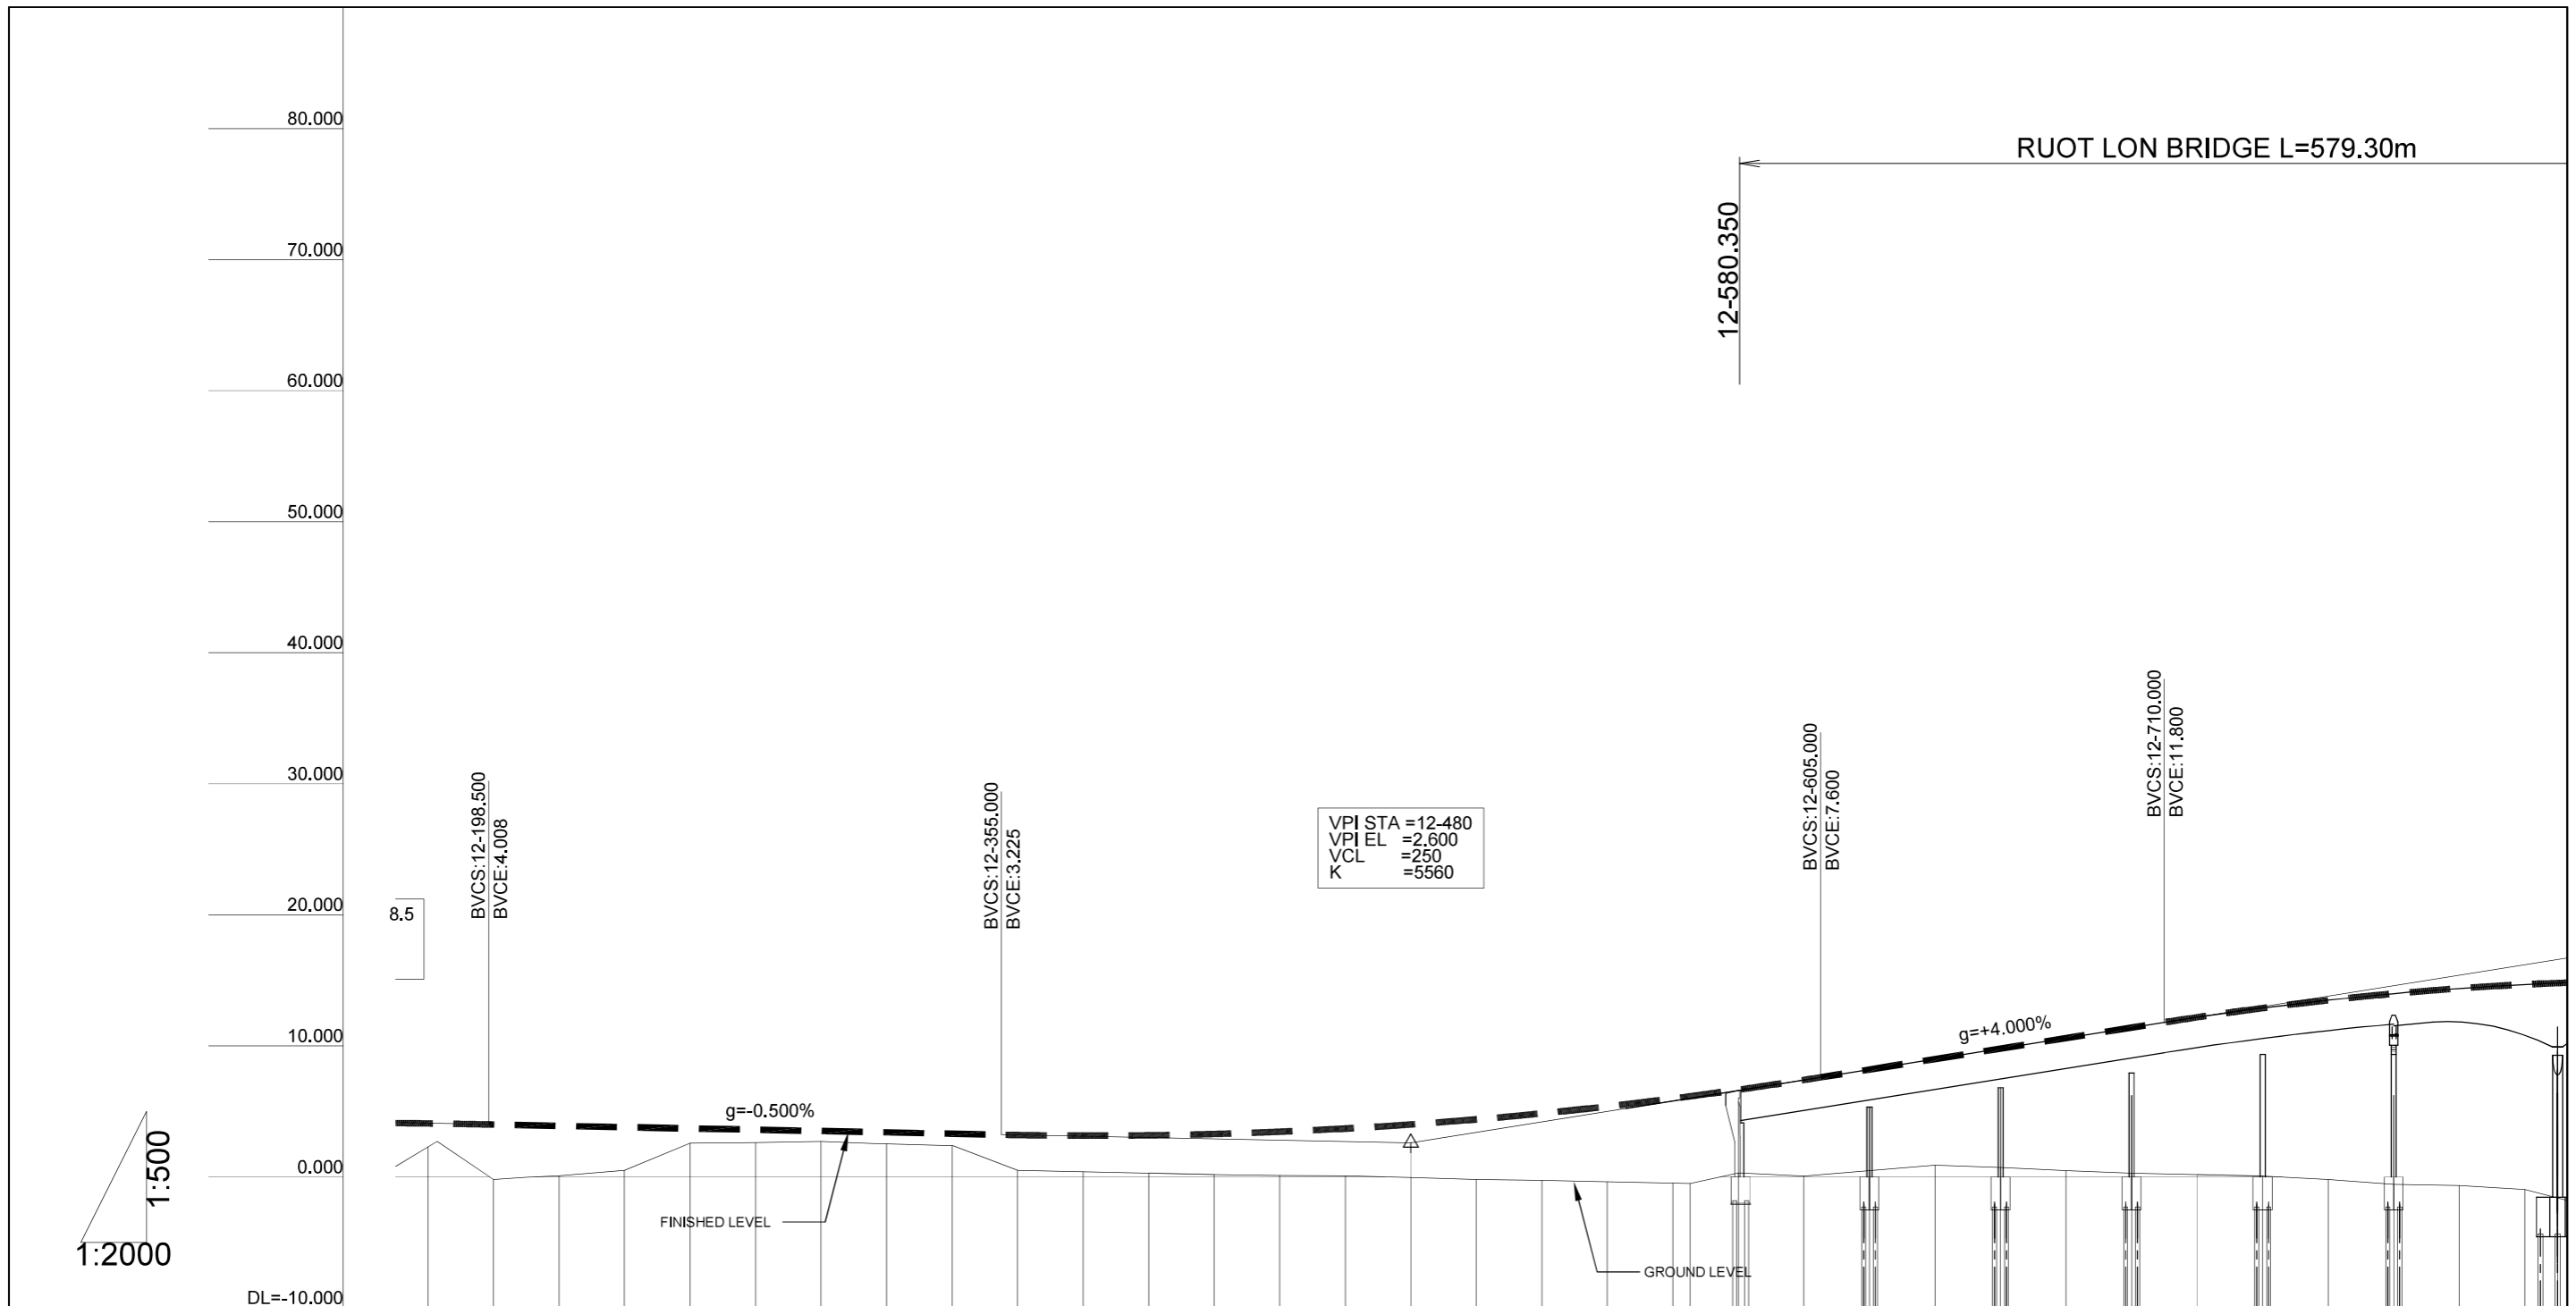 80.000
RUOT LON BRIDGE L=579.30m
12-580.350
70.000
60.000
50.000
40.000
30.000
20.000
10.000
0.000
DL=-10.000
8.5
BVCS:12-198.500
BVCE:4.008
BVCS:12-355.000
BVCE:3.225
VPI STA =12-480
VPI EL =2.600
VCL =250
K =5560
BVCS:12-605.000
BVCE:7.600
BVCS:12-710.000
BVCE:11.800
g=+4.000%
g=-0.500%
FINISHED LEVEL
GROUND LEVEL
1:500
1:2000